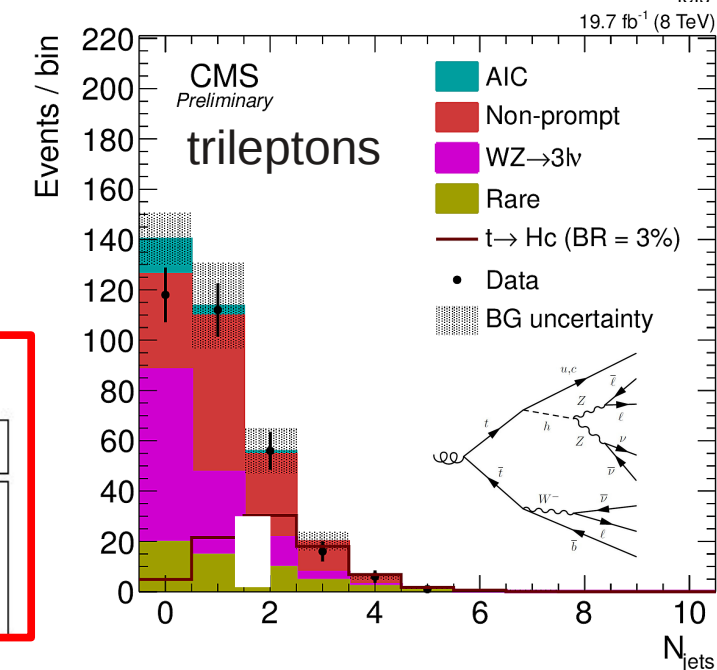 19.7 fb⁻¹ (8 TeV)
Events / bin
220
200
180
160
140
120
100
80
60
40
20
0
CMS
Preliminary
trileptons
AIC
Non-prompt
WZ→3lν
Rare
t→ Hc (BR = 3%)
Data
BG uncertainty
u,c
t
h
Z
Z
ℓ̅
ℓ
ν
ν̅
t̅
W⁻
ν̅
ℓ
b̅
0 2 4 6 8 10
N_jets